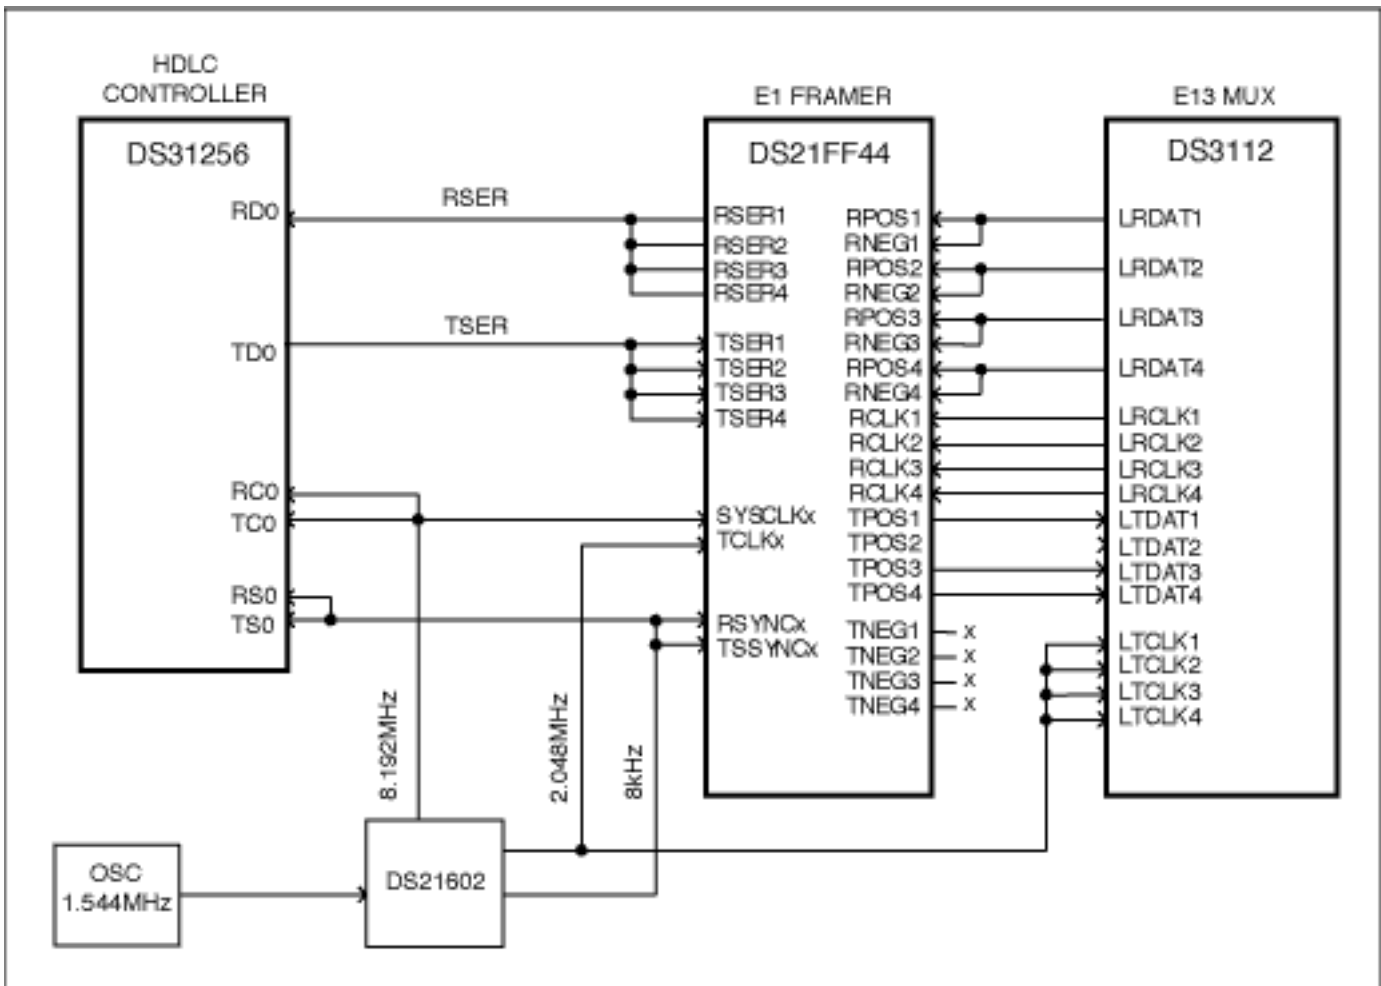 HDLC
CONTROLLER
DS31256
RD0
TD0
RC0
TC0
RS0
TS0
RSER
TSER
E1 FRAMER
DS21FF44
RSER1
RSER2
RSER3
RSER4
TSER1
TSER2
TSER3
TSER4
SYSCLKx
TCLKx
RSYNCx
TSSYNCx
RPOS1
RNEG1
RPOS2
RNEG2
RPOS3
RNEG3
RPOS4
RNEG4
RCLK1
RCLK2
RCLK3
RCLK4
TPOS1
TPOS2
TPOS3
TPOS4
TNEG1 x
TNEG2 x
TNEG3 x
TNEG4 x
E13 MUX
DS3112
LRDAT1
LRDAT2
LRDAT3
LRDAT4
LRCLK1
LRCLK2
LRCLK3
LRCLK4
LTDAT1
LTDAT2
LTDAT3
LTDAT4
LTCLK1
LTCLK2
LTCLK3
LTCLK4
8.192MHz
2.048MHz
8kHz
OSC
1.544MHz
DS21602